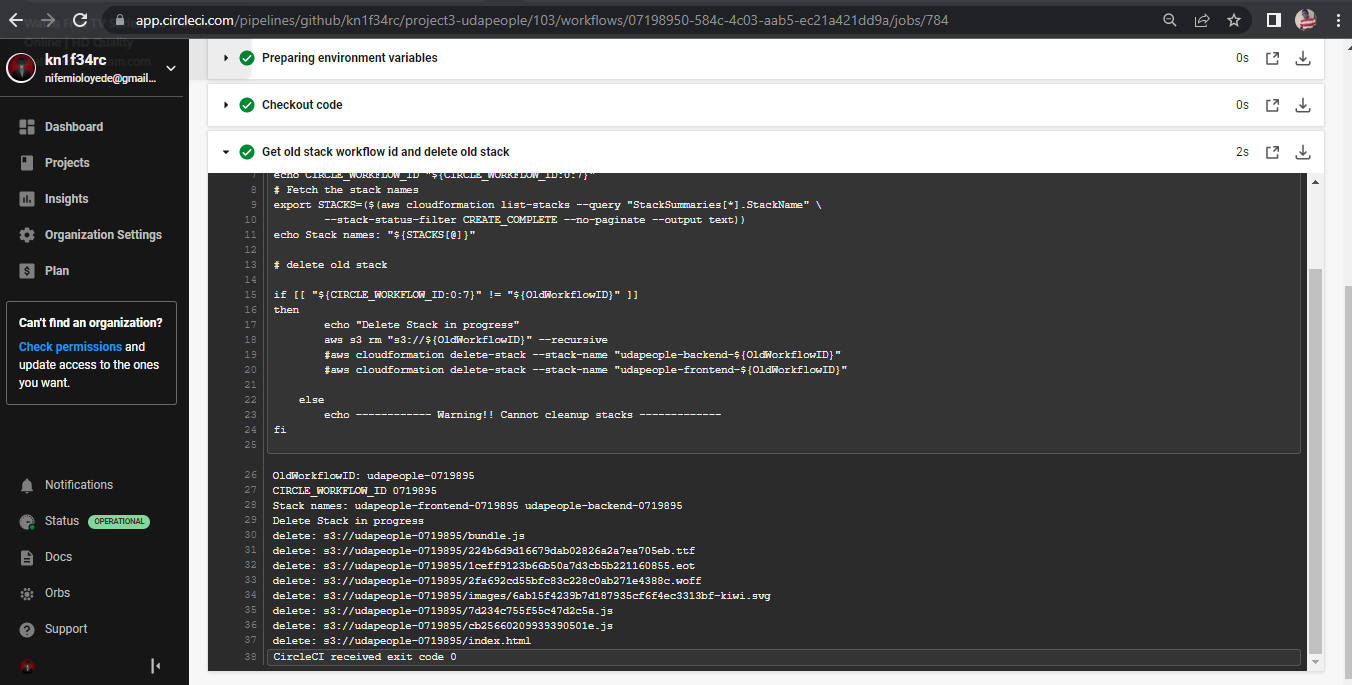 app.circleci.com/pipelines/github/kn1f34rc/project3-udapeople/103/workflows/07198950-584c-4c03-aab5-ec21a421dd9a/jobs/784
Online | HD Quality
kn1f34rc
nifemioloyede@gmail...
Dashboard
Projects
Insights
Organization Settings
Plan
Can't find an organization?
Check permissions and
update access to the ones
you want.
Notifications
Status OPERATIONAL
Docs
Orbs
Support
Preparing environment variables 0s
Checkout code 0s
Get old stack workflow id and delete old stack 2s
7 echo CIRCLE_WORKFLOW_ID "${CIRCLE_WORKFLOW_ID:0:7}"
8 # Fetch the stack names
9 export STACKS=($(aws cloudformation list-stacks --query "StackSummaries[*].StackName" \
10 --stack-status-filter CREATE_COMPLETE --no-paginate --output text))
11 echo Stack names: "${STACKS[@]}"
12
13 # delete old stack
14
15 if [[ "${CIRCLE_WORKFLOW_ID:0:7}" != "${OldWorkflowID}" ]]
16 then
17 echo "Delete Stack in progress"
18 aws s3 rm "s3://${OldWorkflowID}" --recursive
19 #aws cloudformation delete-stack --stack-name "udapeople-backend-${OldWorkflowID}"
20 #aws cloudformation delete-stack --stack-name "udapeople-frontend-${OldWorkflowID}"
21
22 else
23 echo ------------ Warning!! Cannot cleanup stacks -------------
24 fi
25
26 OldWorkflowID: udapeople-0719895
27 CIRCLE_WORKFLOW_ID 0719895
28 Stack names: udapeople-frontend-0719895 udapeople-backend-0719895
29 Delete Stack in progress
30 delete: s3://udapeople-0719895/bundle.js
31 delete: s3://udapeople-0719895/224b6d9d16679dab02826a2a7ea705eb.ttf
32 delete: s3://udapeople-0719895/1ceff9123b66b50a7d3cb5b221160855.eot
33 delete: s3://udapeople-0719895/2fa692cd55bfc83c228c0ab271e4388c.woff
34 delete: s3://udapeople-0719895/images/6ab15f4239b7d187935cf6f4ec3313bf-kiwi.svg
35 delete: s3://udapeople-0719895/7d234c755f55c47d2c5a.js
36 delete: s3://udapeople-0719895/cb25660209939390501e.js
37 delete: s3://udapeople-0719895/index.html
38 CircleCI received exit code 0